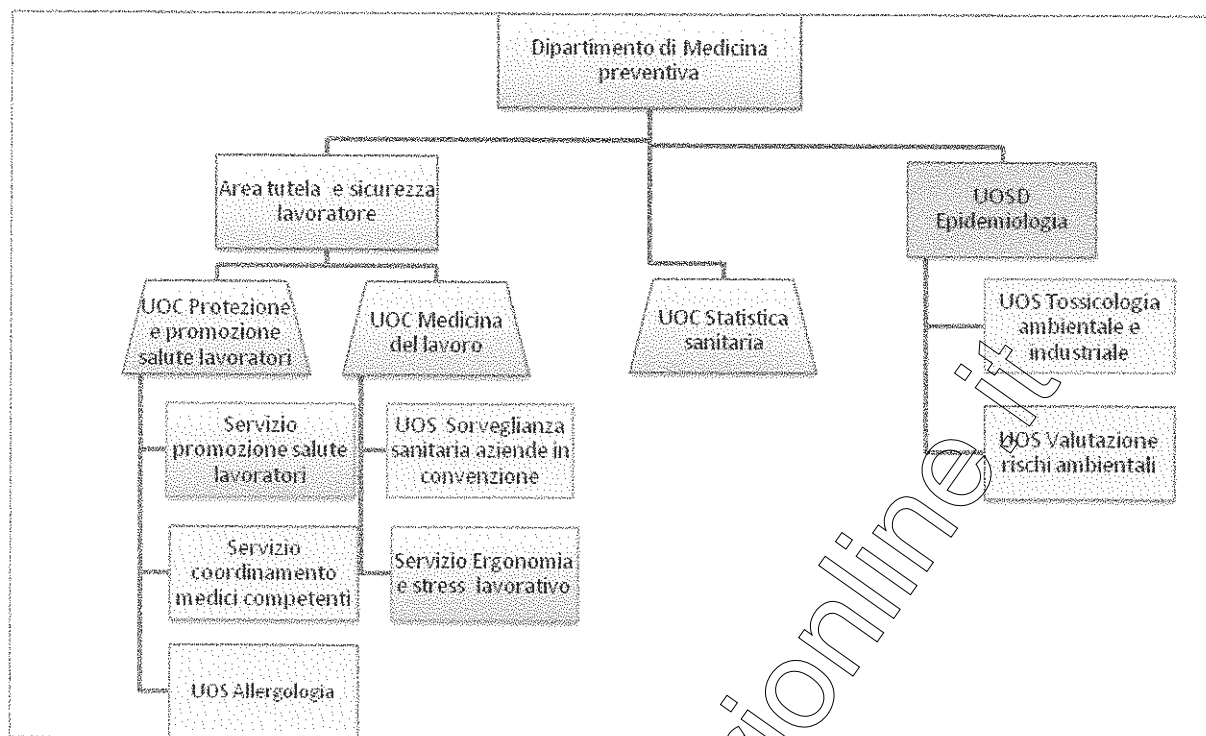 Dipartimento di Medicina
preventiva
Area tutela e sicurezza
lavoratore
UOSD
Epidemiologia
UOC Protezione
e promozione
salute lavoratori
UOC Medicina
del lavoro
UOC Statistica
sanitaria
UOS Tossicologia
ambientale e
industriale
Servizio
promozione salute
lavoratori
UOS Sorveglianza
sanitaria aziende in
convenzione
UOS Valutazione
rischi ambientali
Servizio
coordinamento
medici competenti
Servizio Ergonomia
e stress lavorativo
UOS Allergologia
sionline.it